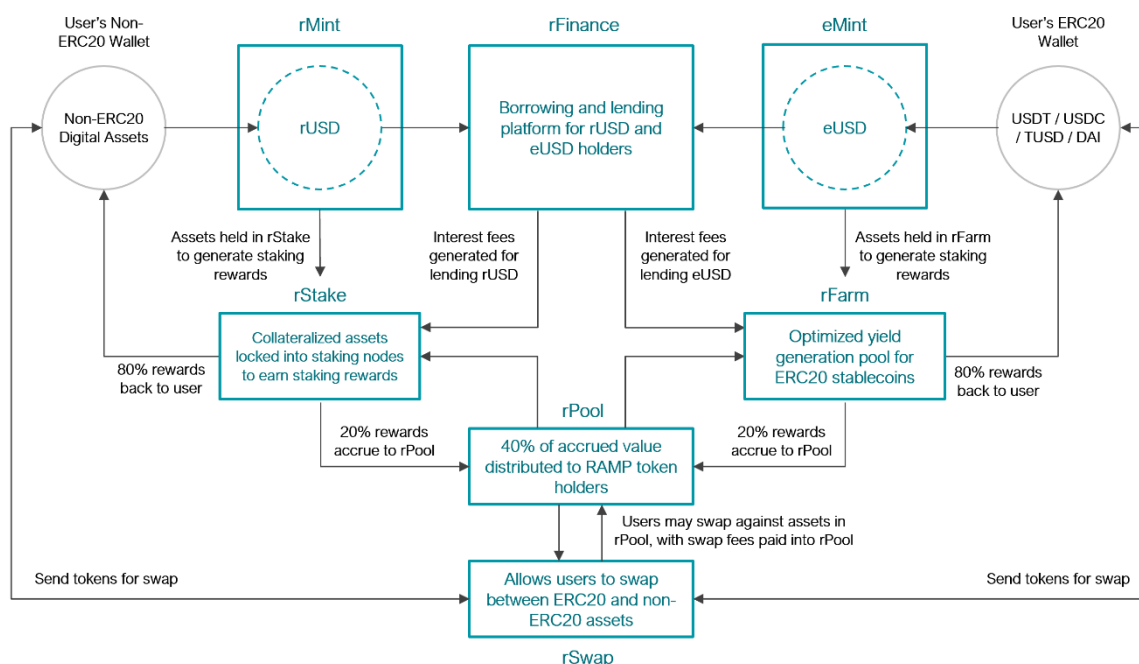 User's Non-
ERC20 Wallet
rMint
rFinance
eMint
User's ERC20
Wallet
Non-ERC20
Digital Assets
rUSD
Borrowing and lending
platform for rUSD and
eUSD holders
eUSD
USDT / USDC
/ TUSD / DAI
Assets held in rStake
to generate staking
rewards
Interest fees
generated for
lending rUSD
Interest fees
generated for
lending eUSD
Assets held in rFarm
to generate staking
rewards
rStake
rFarm
Collateralized assets
locked into staking nodes
to earn staking rewards
Optimized yield
generation pool for
ERC20 stablecoins
80% rewards
back to user
80% rewards
back to user
rPool
20% rewards
accrue to rPool
40% of accrued value
distributed to RAMP token
holders
20% rewards
accrue to rPool
Users may swap against assets in
rPool, with swap fees paid into rPool
Send tokens for swap
Allows users to swap
between ERC20 and non-
ERC20 assets
Send tokens for swap
rSwap